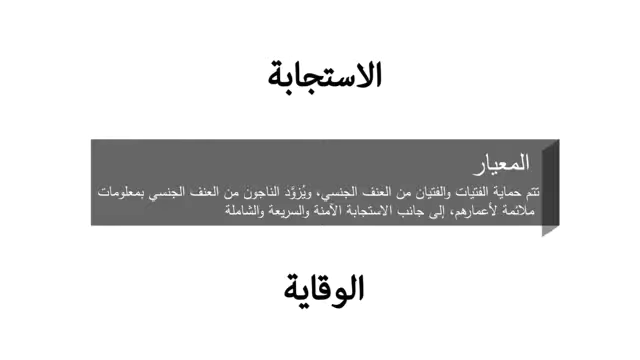 الاستجابة
المعيار
تتم حماية الفتيات والفتيان من العنف الجنسي، ويُزوَّد الناجون من العنف الجنسي بمعلومات
ملائمة لأعمارهم، إلى جانب الاستجابة الآمنة والسريعة والشاملة
الوقاية